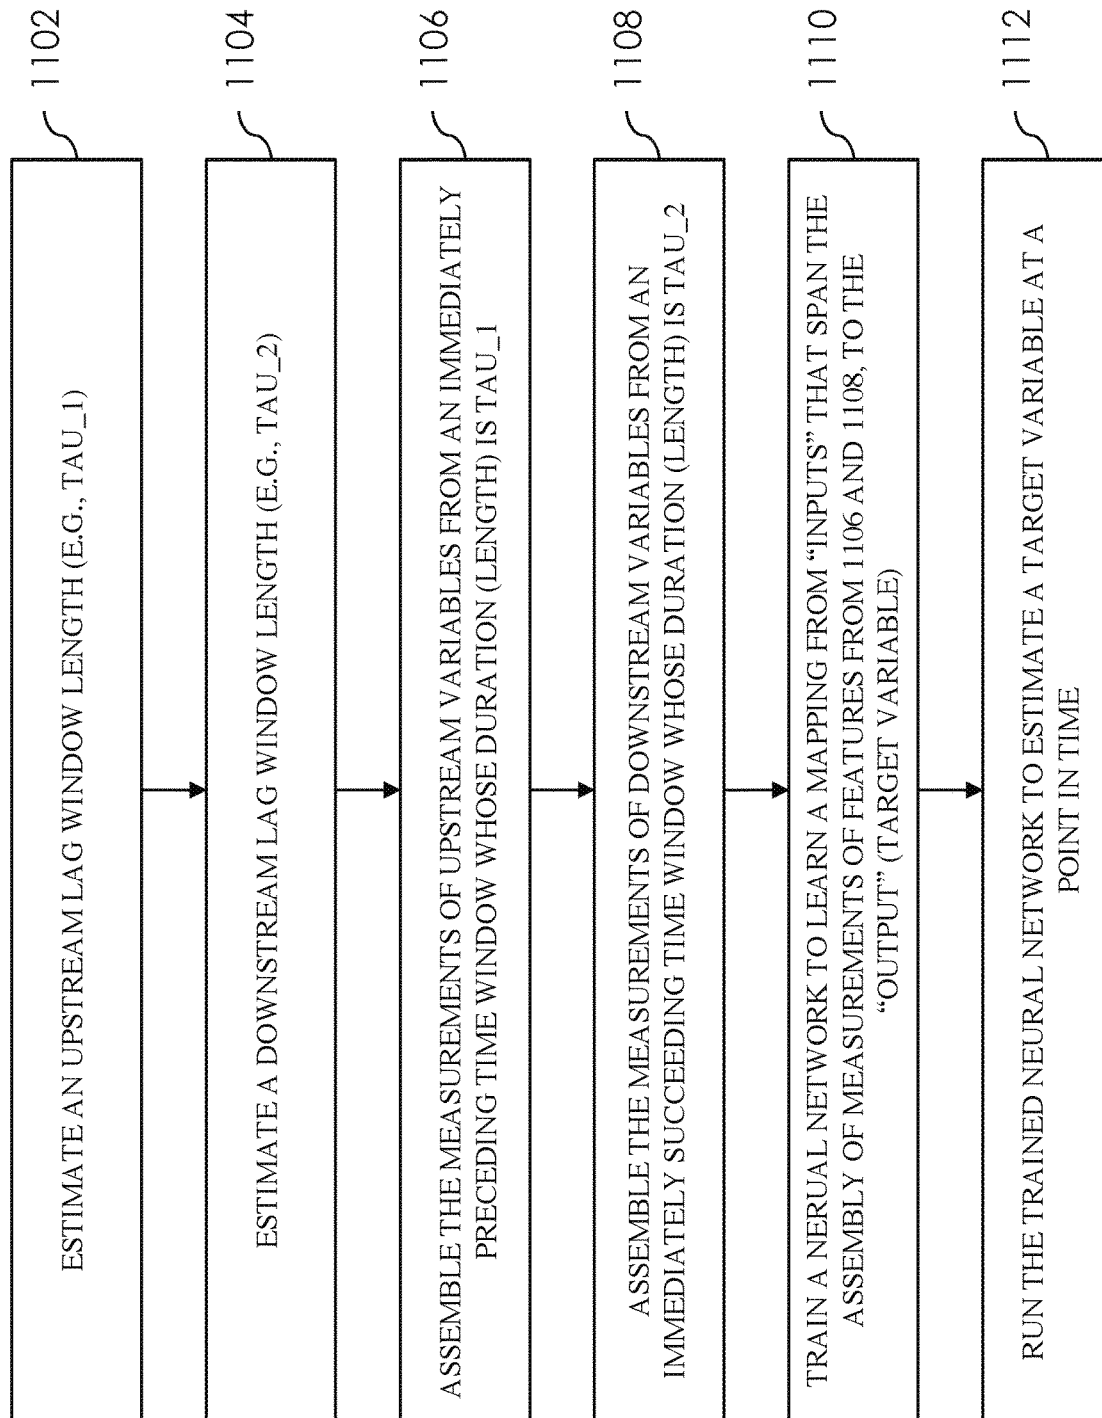 1102
ESTIMATE AN UPSTREAM LAG WINDOW LENGTH (E.G., TAU_1)
1104
ESTIMATE A DOWNSTREAM LAG WINDOW LENGTH (E.G., TAU_2)
1106
ASSEMBLE THE MEASUREMENTS OF UPSTREAM VARIABLES FROM AN IMMEDIATELY
PRECEDING TIME WINDOW WHOSE DURATION (LENGTH) IS TAU_1
1108
ASSEMBLE THE MEASUREMENTS OF DOWNSTREAM VARIABLES FROM AN
IMMEDIATELY SUCCEEDING TIME WINDOW WHOSE DURATION (LENGTH) IS TAU_2
1110
TRAIN A NERUAL NETWORK TO LEARN A MAPPING FROM “INPUTS” THAT SPAN THE
ASSEMBLY OF MEASUREMENTS OF FEATURES FROM 1106 AND 1108, TO THE
“OUTPUT” (TARGET VARIABLE)
1112
RUN THE TRAINED NEURAL NETWORK TO ESTIMATE A TARGET VARIABLE AT A
POINT IN TIME